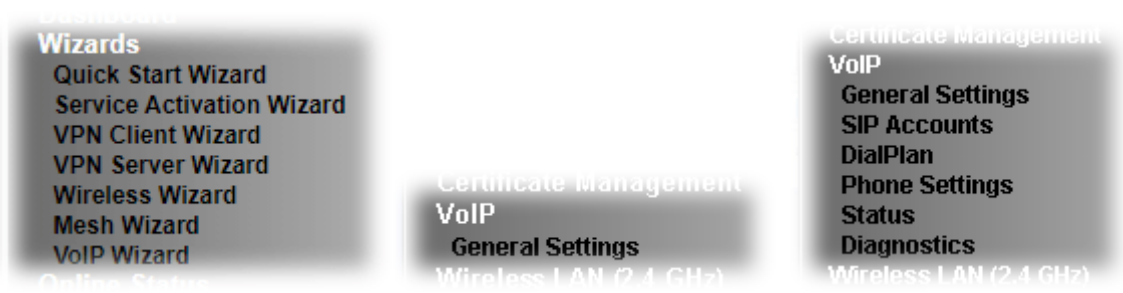 Dashboard
Wizards
Quick Start Wizard
Service Activation Wizard
VPN Client Wizard
VPN Server Wizard
Wireless Wizard
Mesh Wizard
VoIP Wizard
Online Status
Certificate Management
VoIP
General Settings
Wireless LAN (2.4 GHz)
Certificate Management
VoIP
General Settings
SIP Accounts
DialPlan
Phone Settings
Status
Diagnostics
Wireless LAN (2.4 GHz)